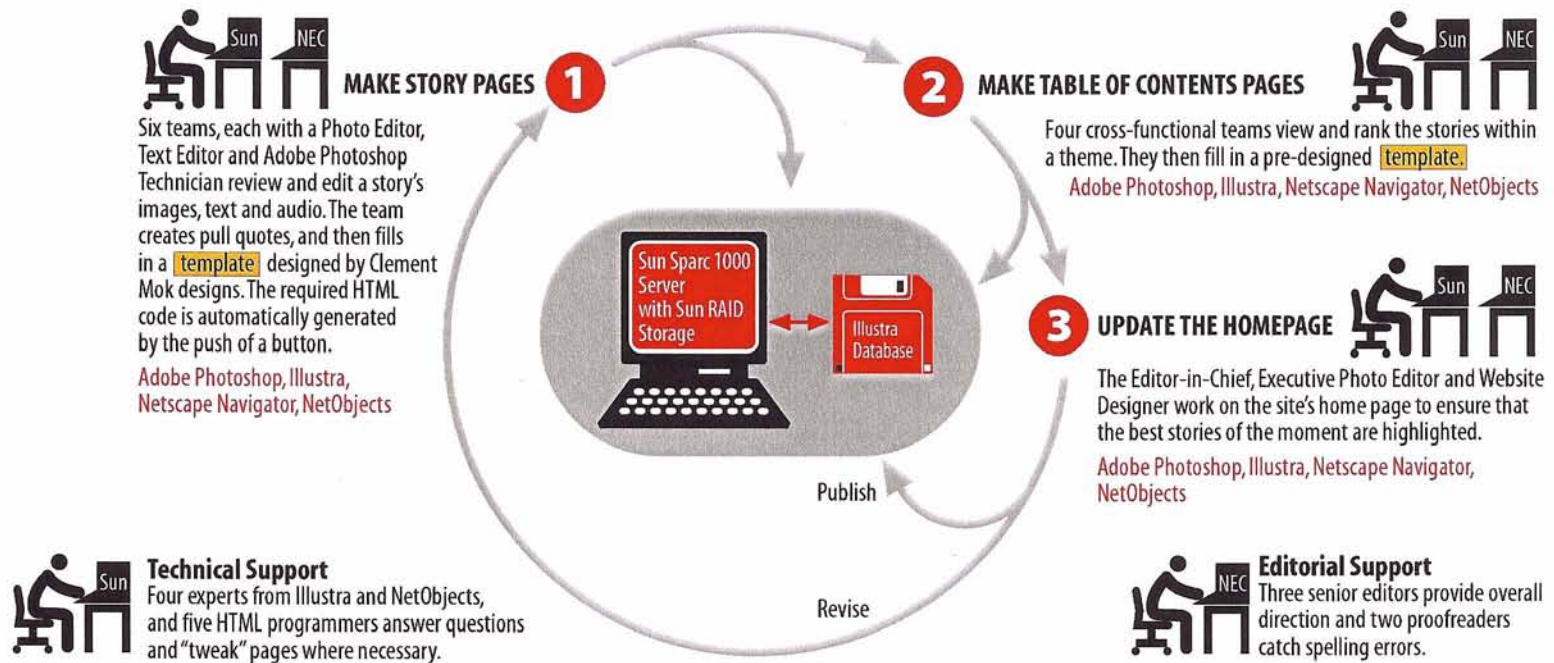 Sun NEC
MAKE STORY PAGES 1
Six teams, each with a Photo Editor,
Text Editor and Adobe Photoshop
Technician review and edit a story's
images, text and audio. The team
creates pull quotes, and then fills
in a template designed by Clement
Mok designs. The required HTML
code is automatically generated
by the push of a button.
Adobe Photoshop, Illustra,
Netscape Navigator, NetObjects
Sun NEC
2 MAKE TABLE OF CONTENTS PAGES
Four cross-functional teams view and rank the stories within
a theme. They then fill in a pre-designed template.
Adobe Photoshop, Illustra, Netscape Navigator, NetObjects
Sun Sparc 1000
Server
with Sun RAID
Storage
Illustra
Database
Sun NEC
3 UPDATE THE HOMEPAGE
The Editor-in-Chief, Executive Photo Editor and Website
Designer work on the site's home page to ensure that
the best stories of the moment are highlighted.
Adobe Photoshop, Illustra, Netscape Navigator,
NetObjects
Publish
Revise
Sun
Technical Support
Four experts from Illustra and NetObjects,
and five HTML programmers answer questions
and "tweak" pages where necessary.
NEC
Editorial Support
Three senior editors provide overall
direction and two proofreaders
catch spelling errors.